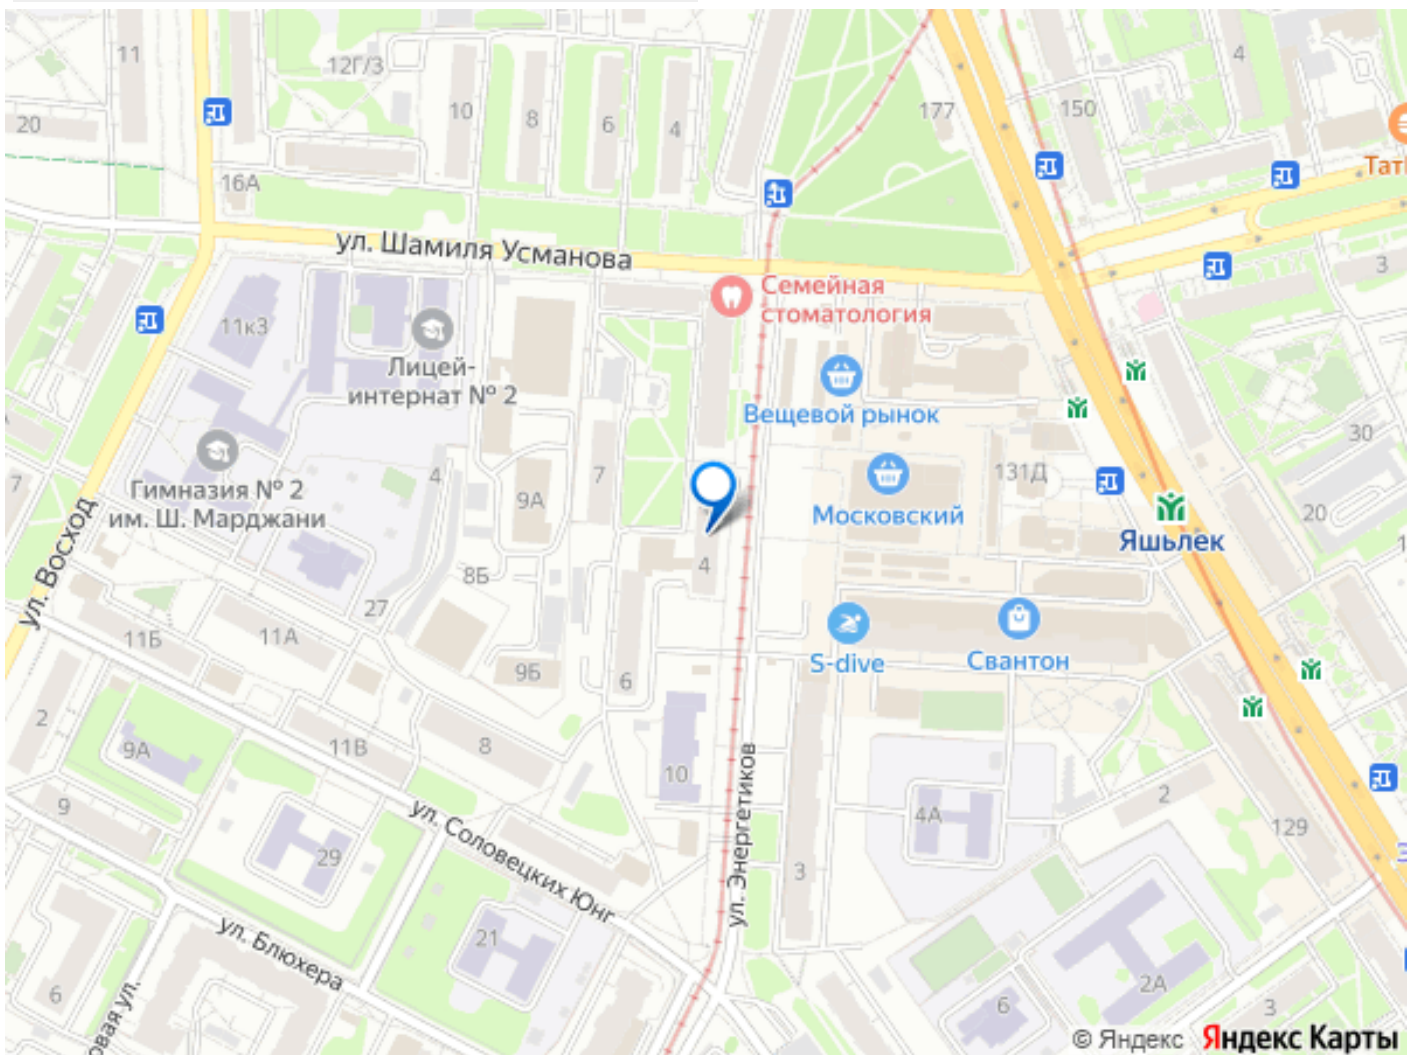 11
12Г/3
177
150
4
20
10
8
6
4
16А
ул. Шамиля Усманова
3
Семейная
стоматология
11к3
Лицей-
интернат № 2
Вещевой рынок
30
7
Гимназия № 2
им. Ш. Марджани
4
9А
7
131Д
Московский
20
Яшьлек
ул. Восход
8Б
4
27
11Б
11А
9Б
6
S-dive
Свантон
2
9А
11В
8
10
2
9
29
ул. Соловецких Юнг
ул. Энергетиков
4А
129
3
21
ул. Блюхера
6
2А
6
3
© Яндекс Яндекс Карты